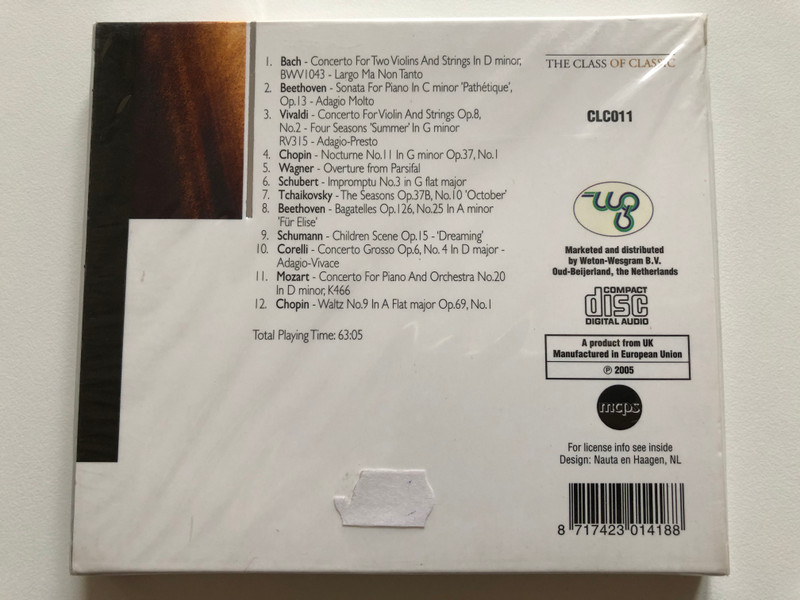 1. Bach - Concerto For Two Violins And Strings In D minor,
BWV1043 - Largo Ma Non Tanto
2. Beethoven - Sonata For Piano In C minor 'Pathétique',
Op.13 - Adagio Molto
3. Vivaldi - Concerto For Violin And Strings Op.8,
No.2 - Four Seasons 'Summer' In G minor
RV315 - Adagio-Presto
4. Chopin - Nocturne No.11 In G minor Op.37, No.1
5. Wagner - Overture from Parsifal
6. Schubert - Impromptu No.3 in G flat major
7. Tchaikovsky - The Seasons Op.37B, No.10 'October'
8. Beethoven - Bagatelles Op.126, No.25 In A minor
'Für Elise'
9. Schumann - Children Scene Op.15 - 'Dreaming'
10. Corelli - Concerto Grosso Op.6, No. 4 In D major -
Adagio-Vivace
11. Mozart - Concerto For Piano And Orchestra No.20
In D minor, K466
12. Chopin - Waltz No.9 In A Flat major Op.69, No.1
Total Playing Time: 63:05
THE CLASS OF CLASSIC
CLC011
wg
Marketed and distributed
by Weton-Wesgram B.V.
Oud-Beijerland, the Netherlands
COMPACT
disc
DIGITAL AUDIO
A product from UK
Manufactured in European Union
℗ 2005
mcps
For license info see inside
Design: Nauta en Haagen, NL
8 717423 014188